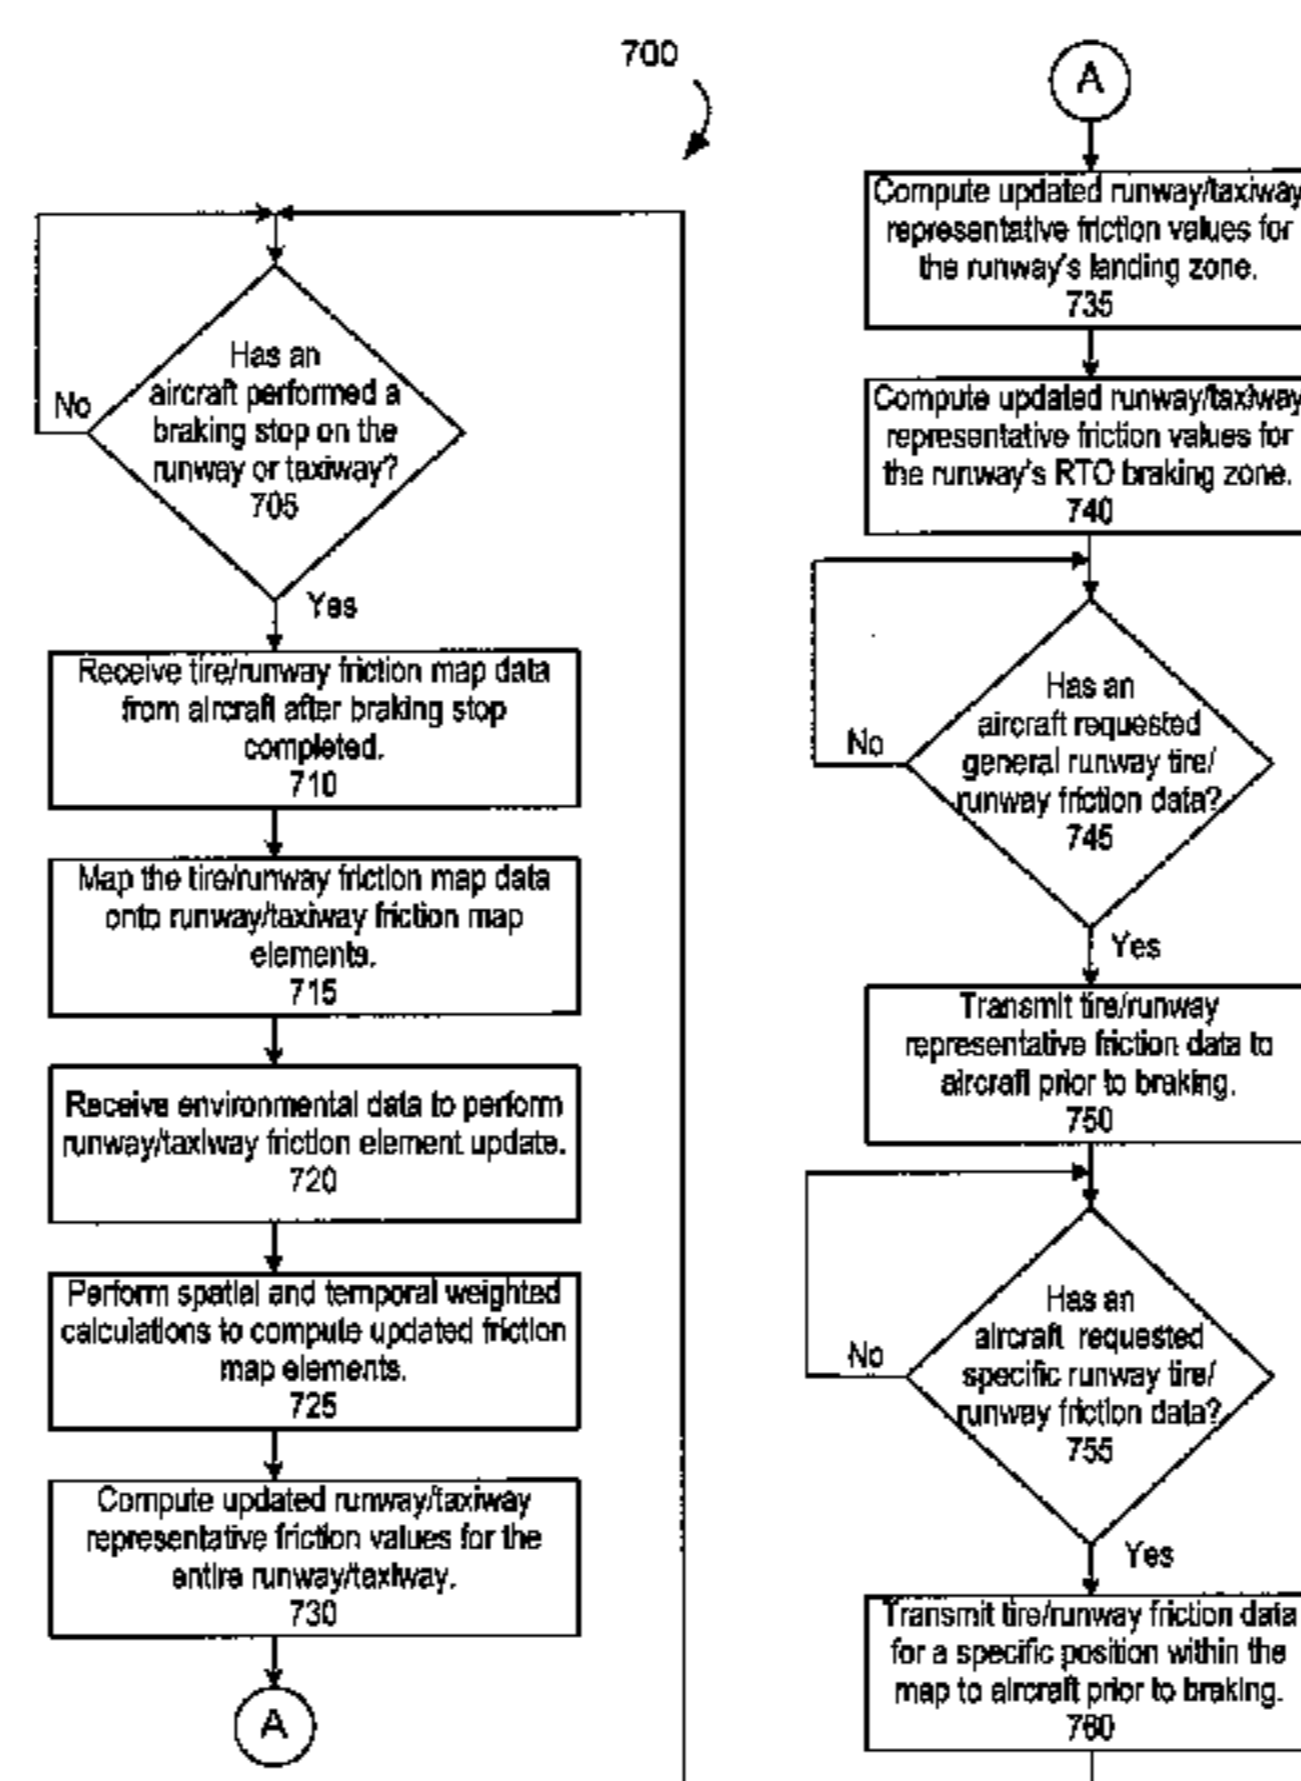 700
Has an
aircraft performed a
braking stop on the
runway or taxiway?
705
No
Yes
Receive tire/runway friction map data
from aircraft after braking stop
completed.
710
Map the tire/runway friction map data
onto runway/taxiway friction map
elements.
715
Receive environmental data to perform
runway/taxiway friction element update.
720
Perform spatial and temporal weighted
calculations to compute updated friction
map elements.
725
Compute updated runway/taxiway
representative friction values for the
entire runway/taxiway.
730
A
A
Compute updated runway/taxiway
representative friction values for
the runway's landing zone.
735
Compute updated runway/taxiway
representative friction values for
the runway's RTO braking zone.
740
Has an
aircraft requested
general runway tire/
runway friction data?
745
No
Yes
Transmit tire/runway
representative friction data to
aircraft prior to braking.
750
Has an
aircraft requested
specific runway tire/
runway friction data?
755
No
Yes
Transmit tire/runway friction data
for a specific position within the
map to aircraft prior to braking.
760